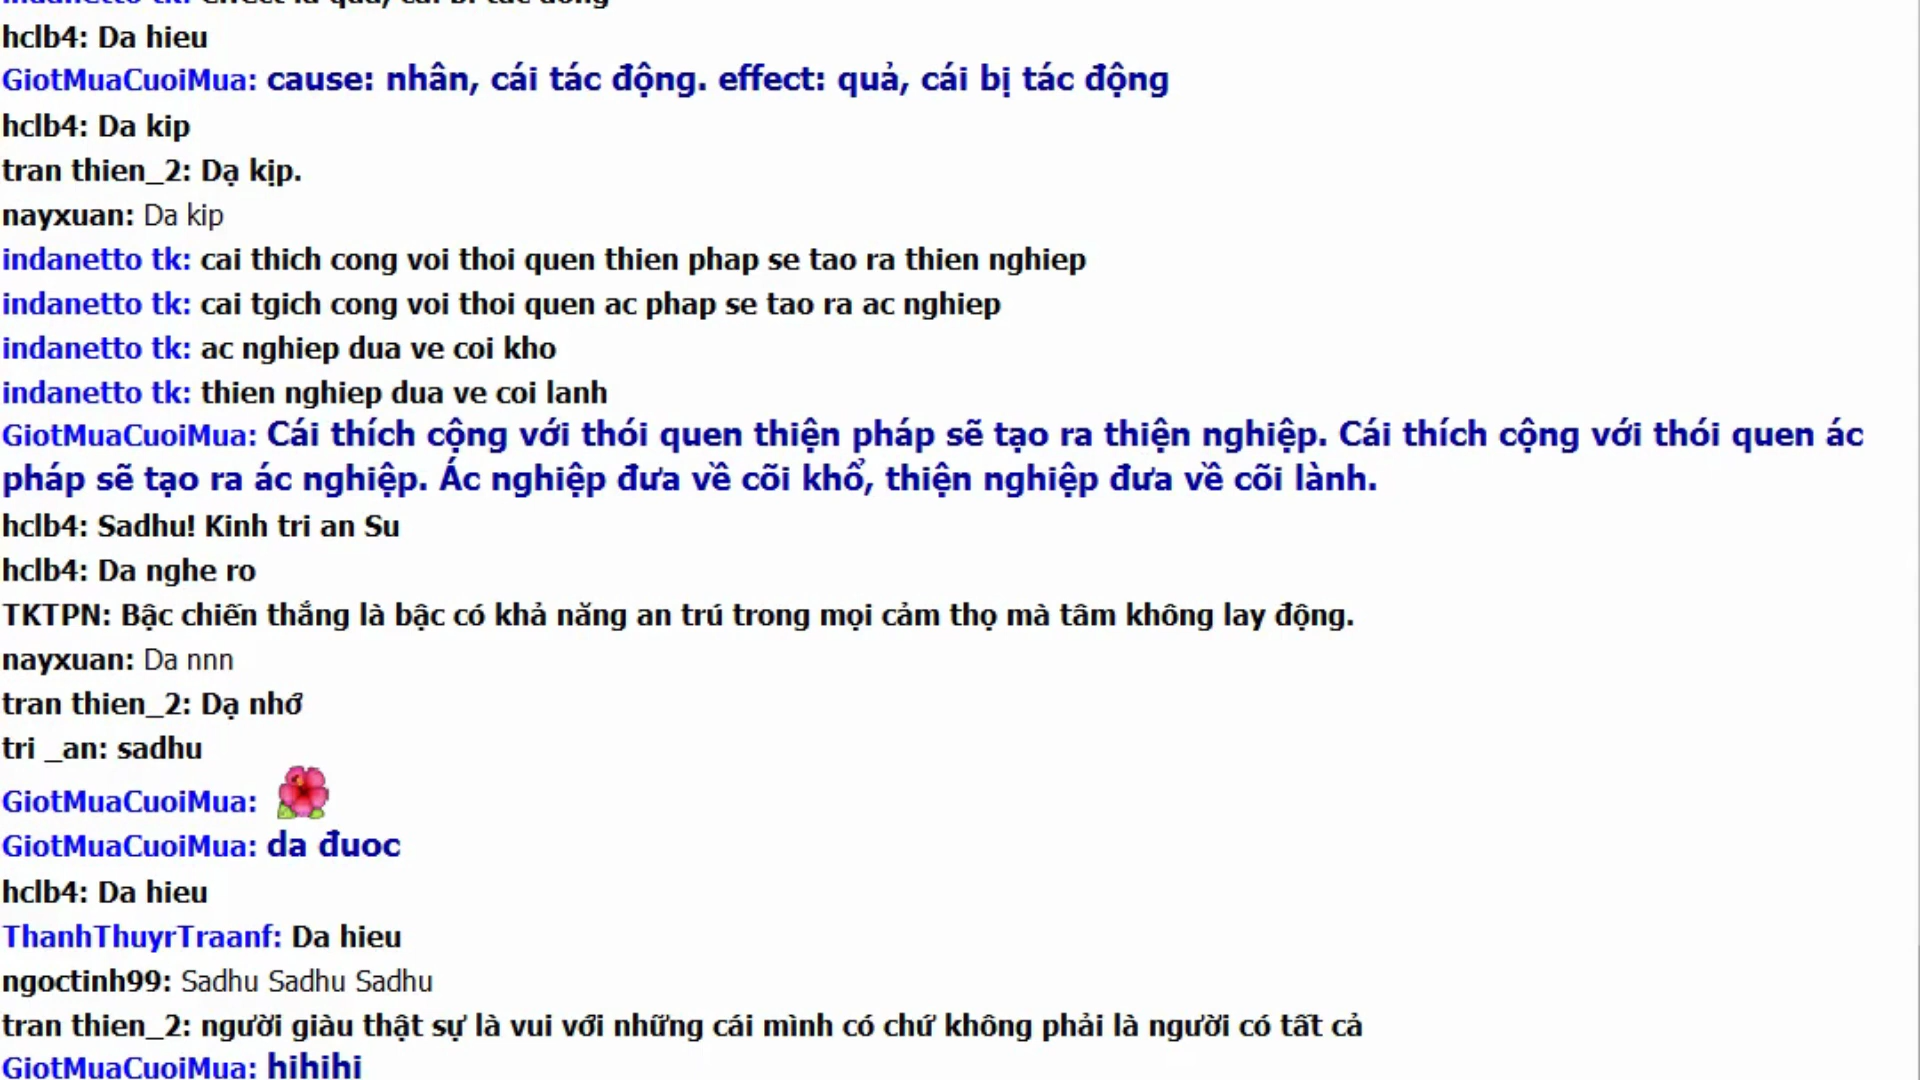 indanetto tk: effect la qua, cai bi tac dong
hclb4: Da hieu
GiotMuaCuoiMua: cause: nhân, cái tác động. effect: quả, cái bị tác động
hclb4: Da kip
tran thien_2: Dạ kịp.
nayxuan: Da kip
indanetto tk: cai thich cong voi thoi quen thien phap se tao ra thien nghiep
indanetto tk: cai tgich cong voi thoi quen ac phap se tao ra ac nghiep
indanetto tk: ac nghiep dua ve coi kho
indanetto tk: thien nghiep dua ve coi lanh
GiotMuaCuoiMua: Cái thích cộng với thói quen thiện pháp sẽ tạo ra thiện nghiệp. Cái thích cộng với thói quen ác
pháp sẽ tạo ra ác nghiệp. Ác nghiệp đưa về cõi khổ, thiện nghiệp đưa về cõi lành.
hclb4: Sadhu! Kinh tri an Su
hclb4: Da nghe ro
TKTPN: Bậc chiến thắng là bậc có khả năng an trú trong mọi cảm thọ mà tâm không lay động.
nayxuan: Da nnn
tran thien_2: Dạ nhớ
tri _an: sadhu
GiotMuaCuoiMua:
GiotMuaCuoiMua: da đuoc
hclb4: Da hieu
ThanhThuyrTraanf: Da hieu
ngoctinh99: Sadhu Sadhu Sadhu
tran thien_2: người giàu thật sự là vui với những cái mình có chứ không phải là người có tất cả
GiotMuaCuoiMua: hihihi